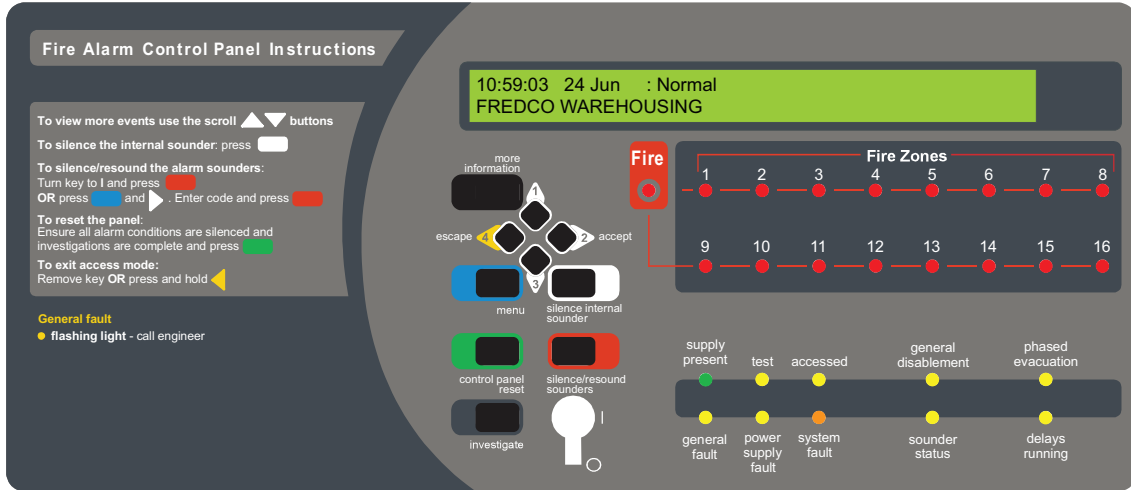 Fire Alarm Control Panel Instructions
To view more events use the scroll buttons
To silence the internal sounder: press
To silence/resound the alarm sounders:
Turn key to I and press
OR press and . Enter code and press
To reset the panel:
Ensure all alarm conditions are silenced and
investigations are complete and press
To exit access mode:
Remove key OR press and hold
General fault
flashing light - call engineer
10:59:03 24 Jun : Normal
FREDCO WAREHOUSING
more
information
1
escape 4 2 accept
3
menu
silence internal
sounder
control panel
reset
silence/resound
sounders
investigate
I
O
Fire
Fire Zones
1 2 3 4 5 6 7 8
9 10 11 12 13 14 15 16
supply
present
test
accessed
general
disablement
phased
evacuation
general
fault
power
supply
fault
system
fault
sounder
status
delays
running